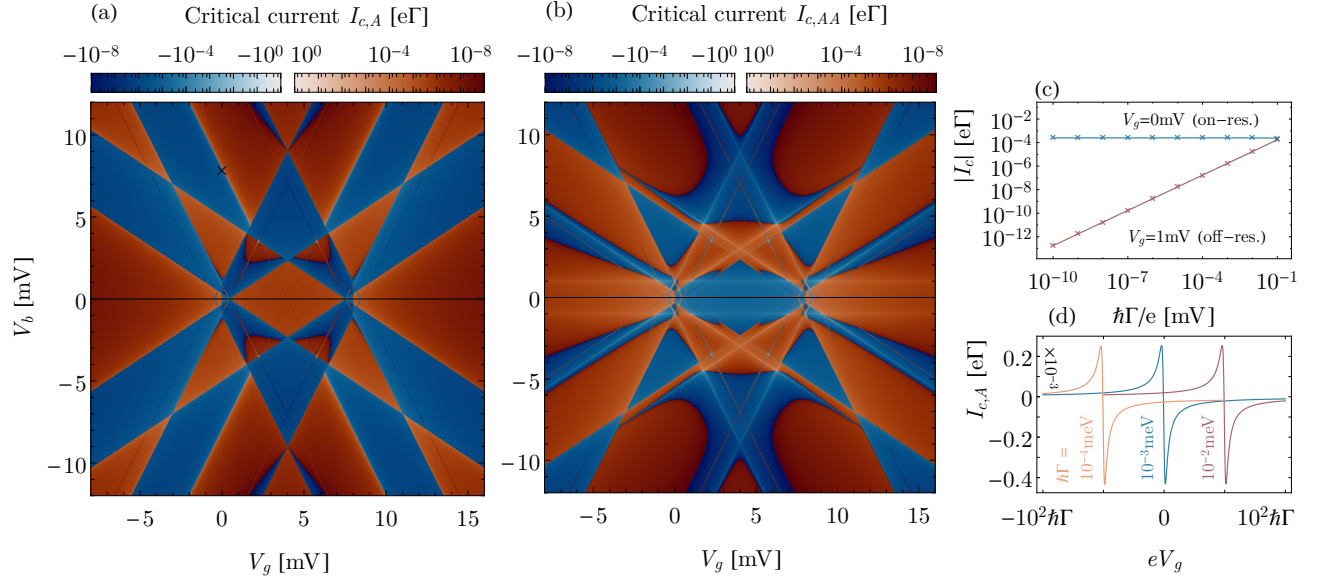 (a)
Critical current I_{c,A} [eΓ]
−10^{−8} −10^{−4} −10^{0} 10^{0} 10^{−4} 10^{−8}
V_b [mV]
10
5
0
−5
−10
−5 0 5 10 15
V_g [mV]
(b)
Critical current I_{c,AA} [eΓ]
−10^{−8} −10^{−4} −10^{0} 10^{0} 10^{−4} 10^{−8}
10
5
0
−5
−10
−5 0 5 10 15
V_g [mV]
(c)
|I_c| [eΓ]
10^{−2}
10^{−4}
10^{−6}
10^{−8}
10^{−10}
10^{−12}
V_g=0mV (on−res.)
V_g=1mV (off−res.)
10^{−10} 10^{−7} 10^{−4} 10^{−1}
ħΓ/e [mV]
(d)
I_{c,A} [eΓ]
×10^{−3}
0.2
0
−0.2
−0.4
ħΓ =
10^{−4}meV
10^{−3}meV
10^{−2}meV
−10^{2}ħΓ 0 10^{2}ħΓ
eV_g